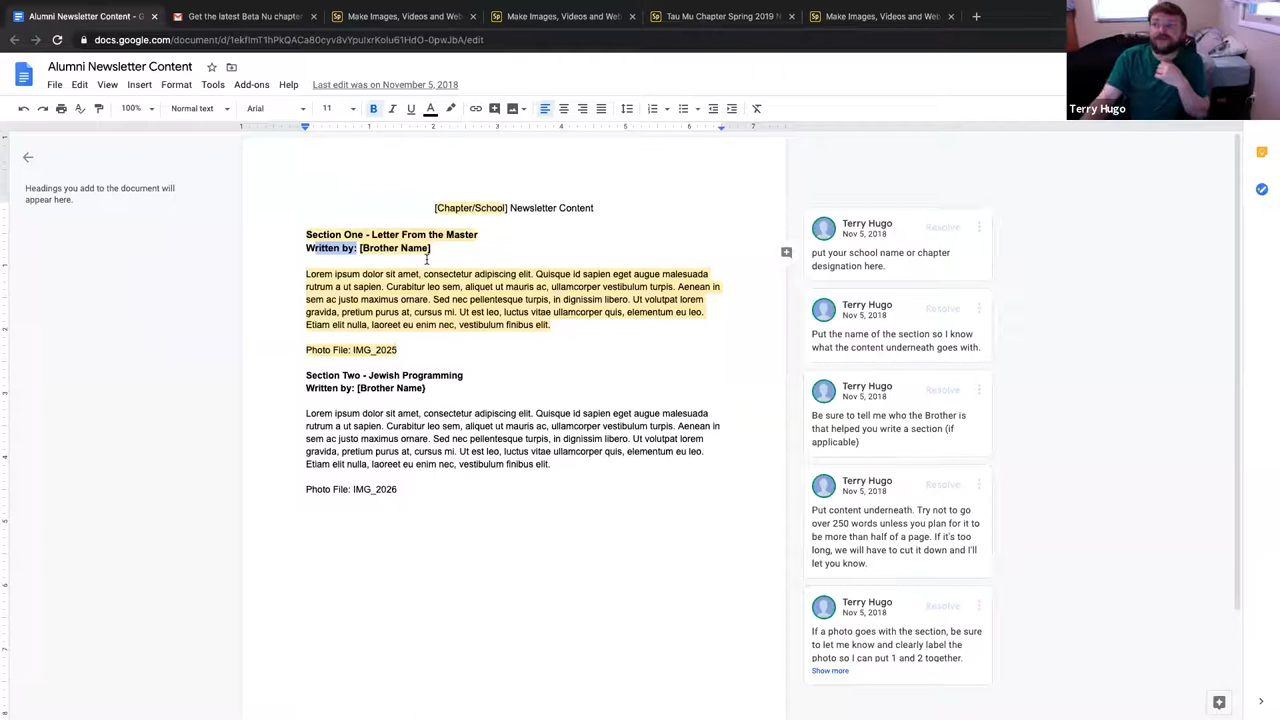 Alumni Newsletter Content - G
Get the latest Beta Nu chapter
Make Images, Videos and Web
Make Images, Videos and Web
Tau Mu Chapter Spring 2019 N
Make Images, Videos and Web
Alumni Newsletter Content
File Edit View Insert Format Tools Add-ons Help
Last edit was on November 5, 2018
100% Normal text Arial 11
B I U A
1 1 2 3 4 5 6 7
Headings you add to the document will
appear here.
[Chapter/School] Newsletter Content
Section One - Letter From the Master
Written by: [Brother Name]
Lorem ipsum dolor sit amet, consectetur adipiscing elit. Quisque id sapien eget augue malesuada
rutrum a ut sapien. Curabitur leo sem, aliquet ut mauris ac, ultrices ullamcorper vestibulum turpis. Aenean in
sem ac justo maximus ornare. Sed nec pellentesque turpis, in dignissim libero. Ut volutpat lorem
gravida, pretium purus at, cursus mi. Ut est leo, luctus vitae ullamcorper quis, elementum eu leo.
Etiam elit nulla, laoreet eu enim nec, vestibulum finibus elit.
Photo File: IMG_2025
Section Two - Jewish Programming
Written by: [Brother Name}
Lorem ipsum dolor sit amet, consectetur adipiscing elit. Quisque id sapien eget augue malesuada
rutrum a ut sapien. Curabitur leo sem, aliquet ut mauris ac, ullamcorper vestibulum turpis. Aenean in
sem ac justo maximus ornare. Sed nec pellentesque turpis, in dignissim libero. Ut volutpat lorem
gravida, pretium purus at, cursus mi. Ut est leo, luctus vitae ullamcorper quis, elementum eu leo.
Etiam elit nulla, laoreet eu enim nec, vestibulum finibus elit.
Photo File: IMG_2026
Terry Hugo
Nov 5, 2018
Resolve
put your school name or chapter
designation here.
Terry Hugo
Nov 5, 2018
Resolve
Put the name of the section so I know
what the content underneath goes with.
Terry Hugo
Nov 5, 2018
Resolve
Be sure to tell me who the Brother is
that helped you write a section (if
applicable)
Terry Hugo
Nov 5, 2018
Resolve
Put content underneath. Try not to go
over 250 words unless you plan for it to
be more than half of a page. If it's too
long, we will have to cut it down and I'll
let you know.
Terry Hugo
Nov 5, 2018
Resolve
If a photo goes with the section, be sure
to let me know and clearly label the
photo so I can put 1 and 2 together.
Show more
Terry Hugo